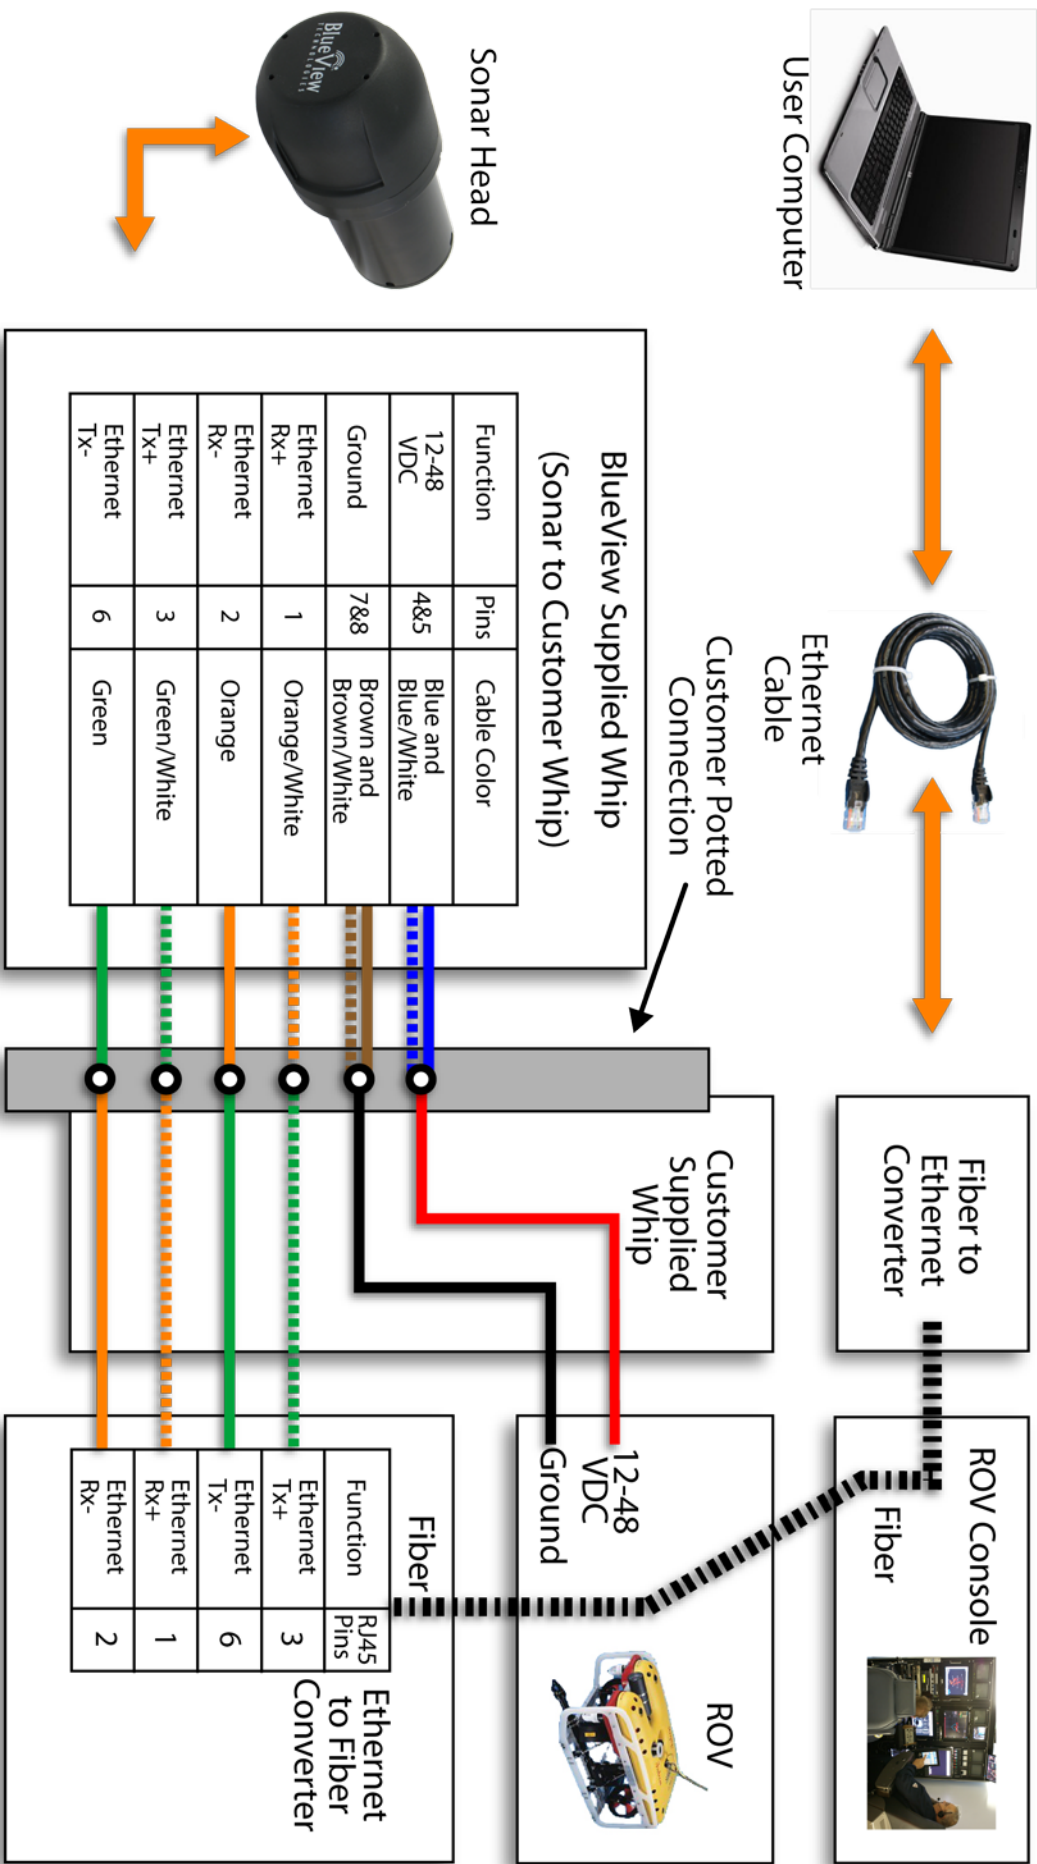 User Computer
Ethernet
Cable
Fiber to
Ethernet
Converter
ROV Console
Fiber
Sonar Head
BlueView
TECHNOLOGIES
Customer Potted
Connection
BlueView Supplied Whip
(Sonar to Customer Whip)
Function Pins Cable Color
12-48
VDC
4&5
Blue and
Blue/White
Ground
7&8
Brown and
Brown/White
Ethernet
Rx+
1
Orange/White
Ethernet
Rx-
2
Orange
Ethernet
Tx+
3
Green/White
Ethernet
Tx-
6
Green
Customer
Supplied
Whip
ROV
12-48
VDC
Ground
Fiber
Ethernet
to Fiber
Converter
Function
RJ45
Pins
Ethernet
Tx+
3
Ethernet
Tx-
6
Ethernet
Rx+
1
Ethernet
Rx-
2